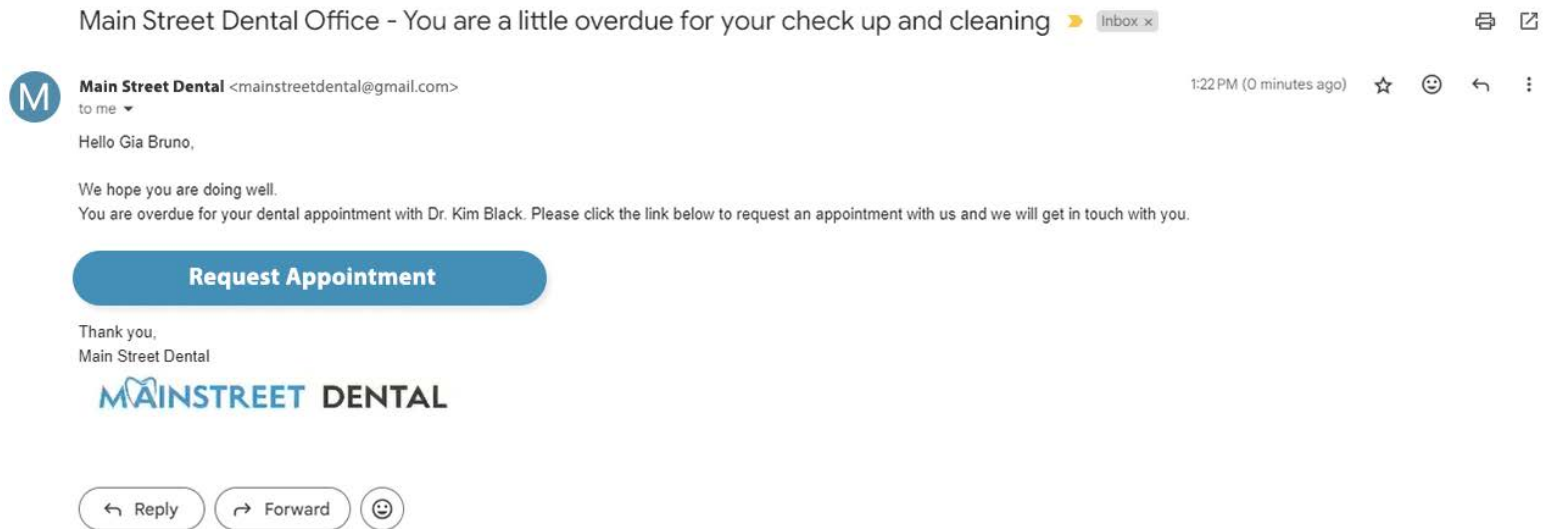 Main Street Dental Office - You are a little overdue for your check up and cleaning Inbox x
M
Main Street Dental <mainstreetdental@gmail.com> 1:22 PM (0 minutes ago)
to me
Hello Gia Bruno,
We hope you are doing well.
You are overdue for your dental appointment with Dr. Kim Black. Please click the link below to request an appointment with us and we will get in touch with you.
Request Appointment
Thank you,
Main Street Dental
MAINSTREET DENTAL
Reply Forward